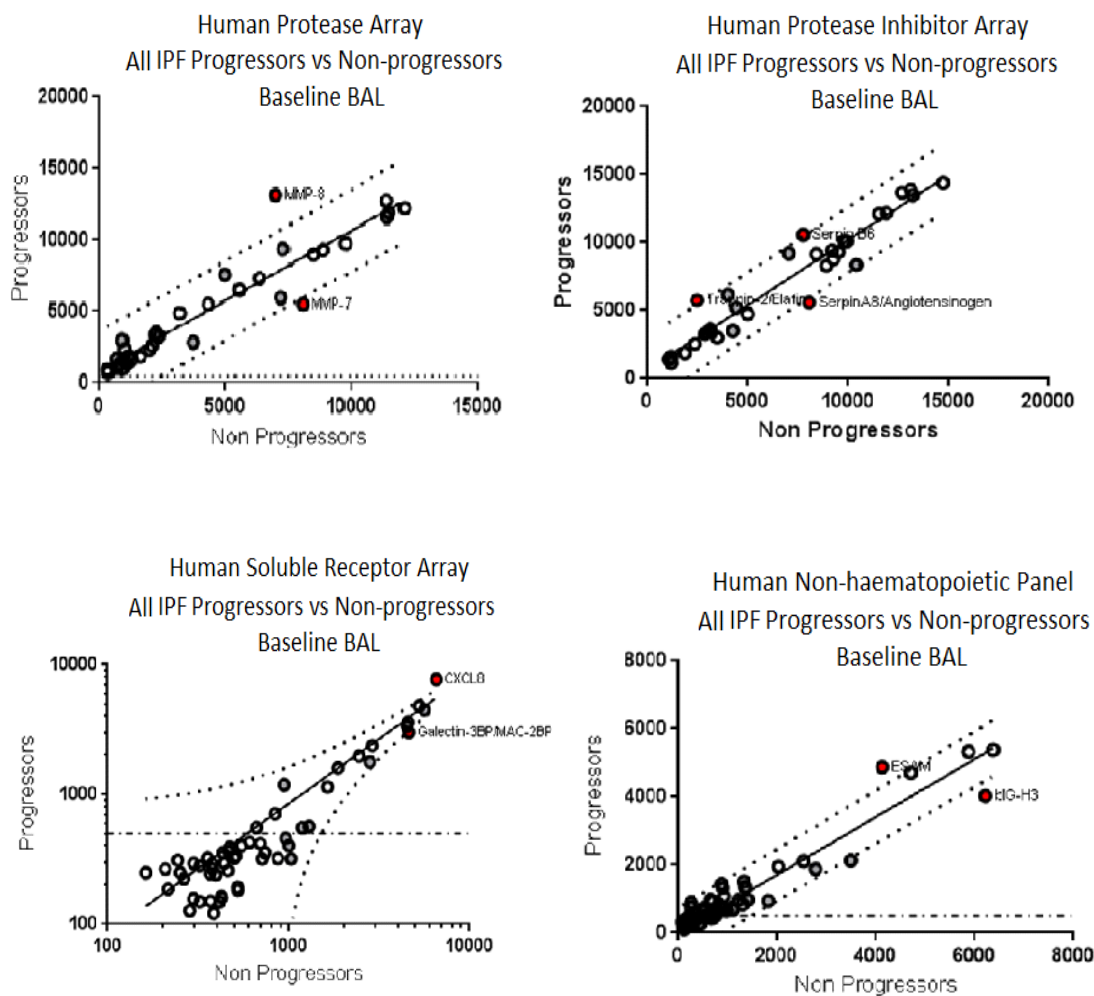 Human Protease Array
All IPF Progressors vs Non-progressors
Baseline BAL
20000
15000
10000
5000
0
Progressors
MMP-8
MMP-7
0
5000
10000
15000
Non Progressors
Human Protease Inhibitor Array
All IPF Progressors vs Non-progressors
Baseline BAL
20000
15000
10000
5000
0
Progressors
Serpin B6
Trappin-2/Elafin
SerpinA8/Angiotensinogen
0
5000
10000
15000
20000
Non Progressors
Human Soluble Receptor Array
All IPF Progressors vs Non-progressors
Baseline BAL
10000
1000
100
Progressors
CXCL8
Galectin-3BP/MAC-2BP
100
1000
10000
Non Progressors
Human Non-haematopoietic Panel
All IPF Progressors vs Non-progressors
Baseline BAL
8000
6000
4000
2000
0
Progressors
ESAM
bIG-H3
0
2000
4000
6000
8000
Non Progressors